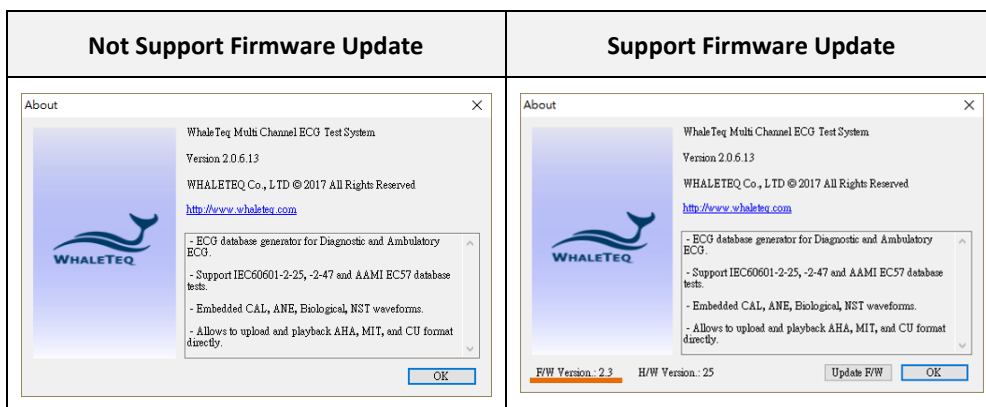 Not Support Firmware Update
Support Firmware Update
About
WhaleTeq Multi Channel ECG Test System
Version 2.0.6.13
WHALETEQ Co., LTD © 2017 All Rights Reserved
http://www.whaleteq.com
WHALETEQ
- ECG database generator for Diagnostic and Ambulatory
ECG.
- Support IEC60601-2-25, -2-47 and AAMI EC57 database
tests.
- Embedded CAL, ANE, Biological, NST waveforms.
- Allows to upload and playback AHA, MIT, and CU format
directly.
OK
About
WhaleTeq Multi Channel ECG Test System
Version 2.0.6.13
WHALETEQ Co., LTD © 2017 All Rights Reserved
http://www.whaleteq.com
WHALETEQ
- ECG database generator for Diagnostic and Ambulatory
ECG.
- Support IEC60601-2-25, -2-47 and AAMI EC57 database
tests.
- Embedded CAL, ANE, Biological, NST waveforms.
- Allows to upload and playback AHA, MIT, and CU format
directly.
F/W Version.: 2.3 H/W Version.: 25 Update F/W OK